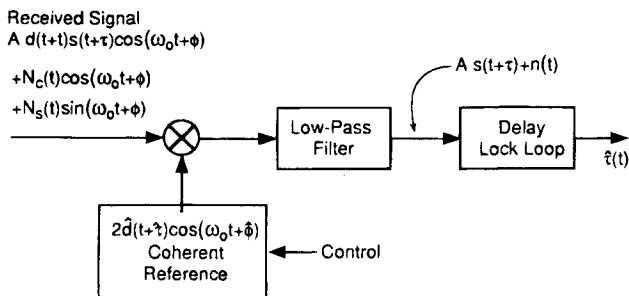 Received Signal
A d(t+t)s(t+τ)cos(ω₀t+ϕ)
+N_c(t)cos(ω₀t+ϕ)
+N_s(t)sin(ω₀t+ϕ)
A s(t+τ)+n(t)
Low-Pass
Filter
Delay
Lock Loop
τ̂(t)
2d̂(t+τ̂)cos(ω₀t+ϕ̂)
Coherent
Reference
Control